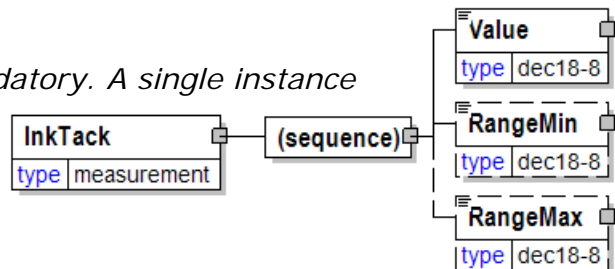 Value
type dec18-8
datory. A single instance
InkTack
type measurement
(sequence)
RangeMin
type dec18-8
RangeMax
type dec18-8